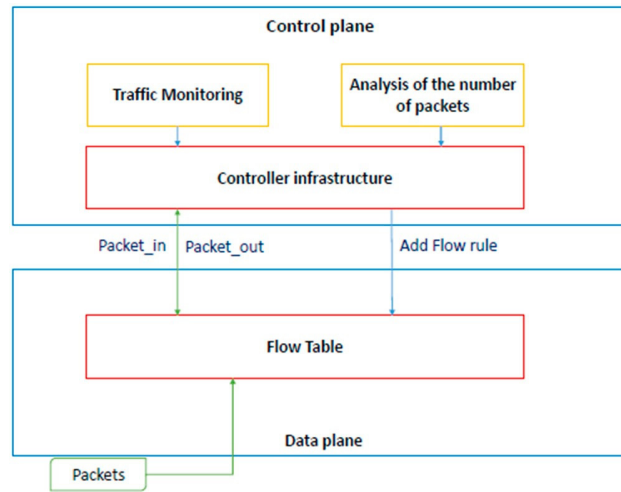 Control plane
Traffic Monitoring
Analysis of the number
of packets
Controller infrastructure
Packet_in
Packet_out
Add Flow rule
Flow Table
Data plane
Packets